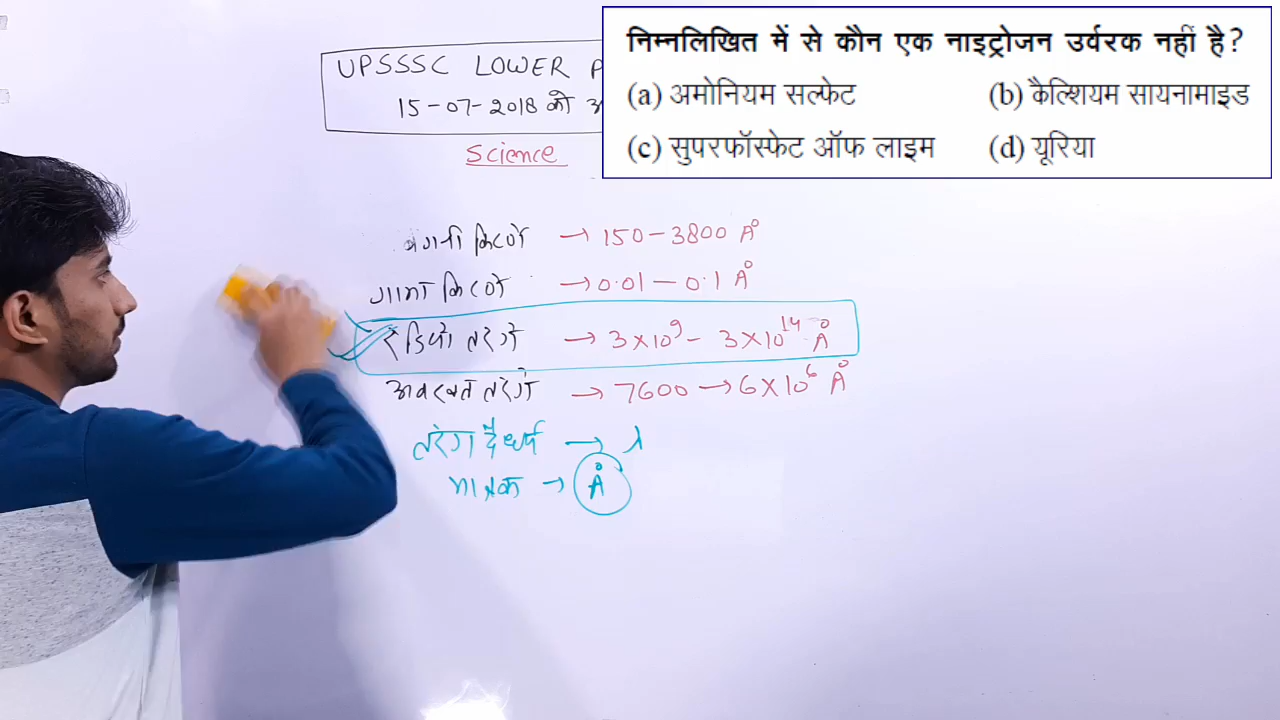 UPSSSC LOWER P
15-07-2018 को अ
Science
निम्नलिखित में से कौन एक नाइट्रोजन उर्वरक नहीं है?
(a) अमोनियम सल्फेट (b) कैल्शियम सायनामाइड
(c) सुपरफॉस्फेट ऑफ लाइम (d) यूरिया
किरणें → 150 - 3800 Å
गामा किरणें → 0.01 - 0.1 Å
रेडियो तरंगें → 3×10⁹ - 3×10¹⁴ Å
अवरक्त तरंगें → 7600 → 6×10⁶ Å
तरंग दैर्ध्य → λ
मात्रक → Å